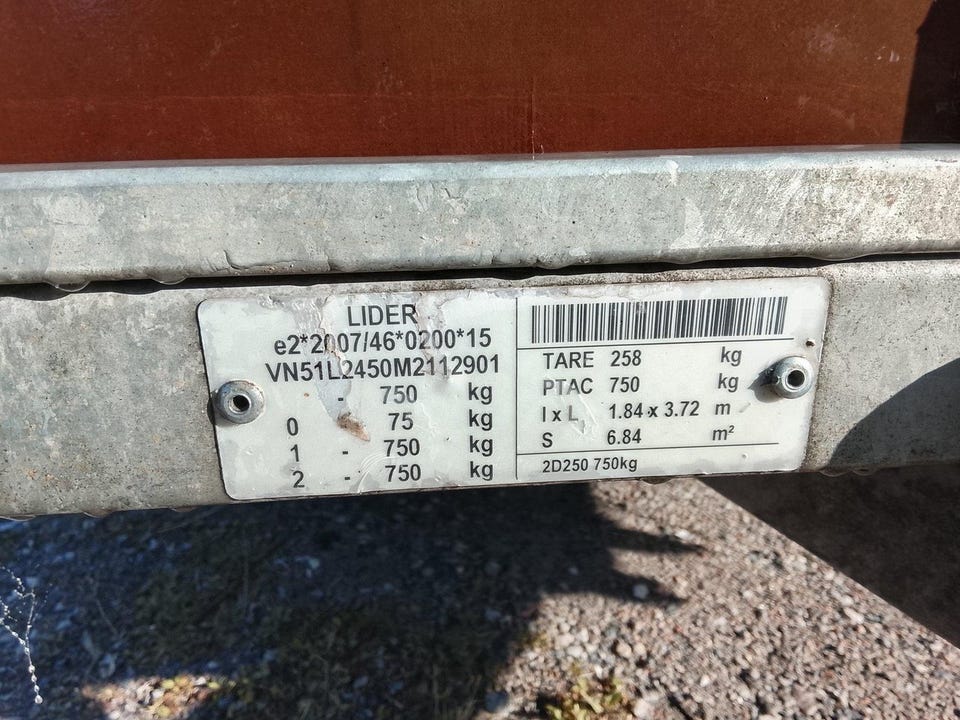 LIDER
e2*2007/46*0200*15
VN51L2450M2112901
- 750 kg
0 - 75 kg
1 - 750 kg
2 - 750 kg
TARE 258 kg
PTAC 750 kg
l x L 1.84 x 3.72 m
S 6.84 m²
2D250 750kg